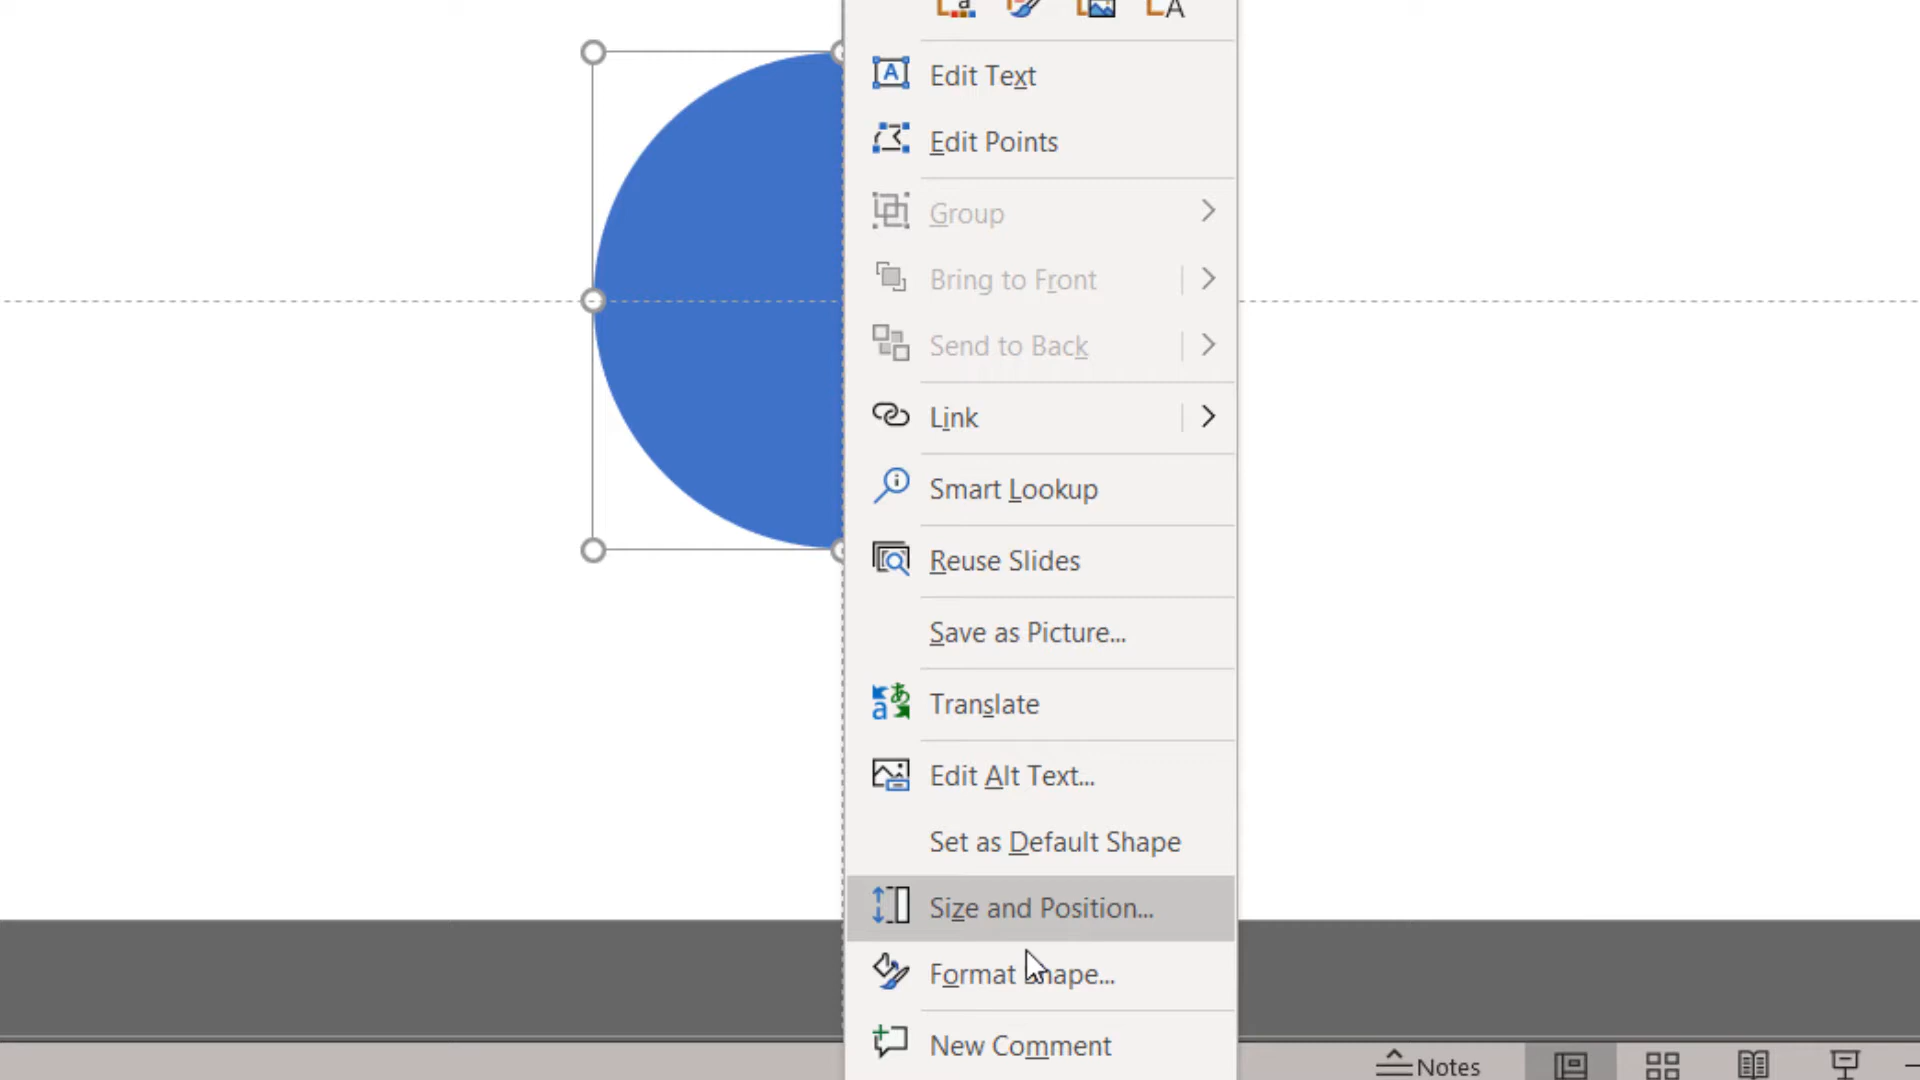 Edit Text
Edit Points
Group
Bring to Front
Send to Back
Link
Smart Lookup
Reuse Slides
Save as Picture...
Translate
Edit Alt Text...
Set as Default Shape
Size and Position...
Format Shape...
New Comment
Notes